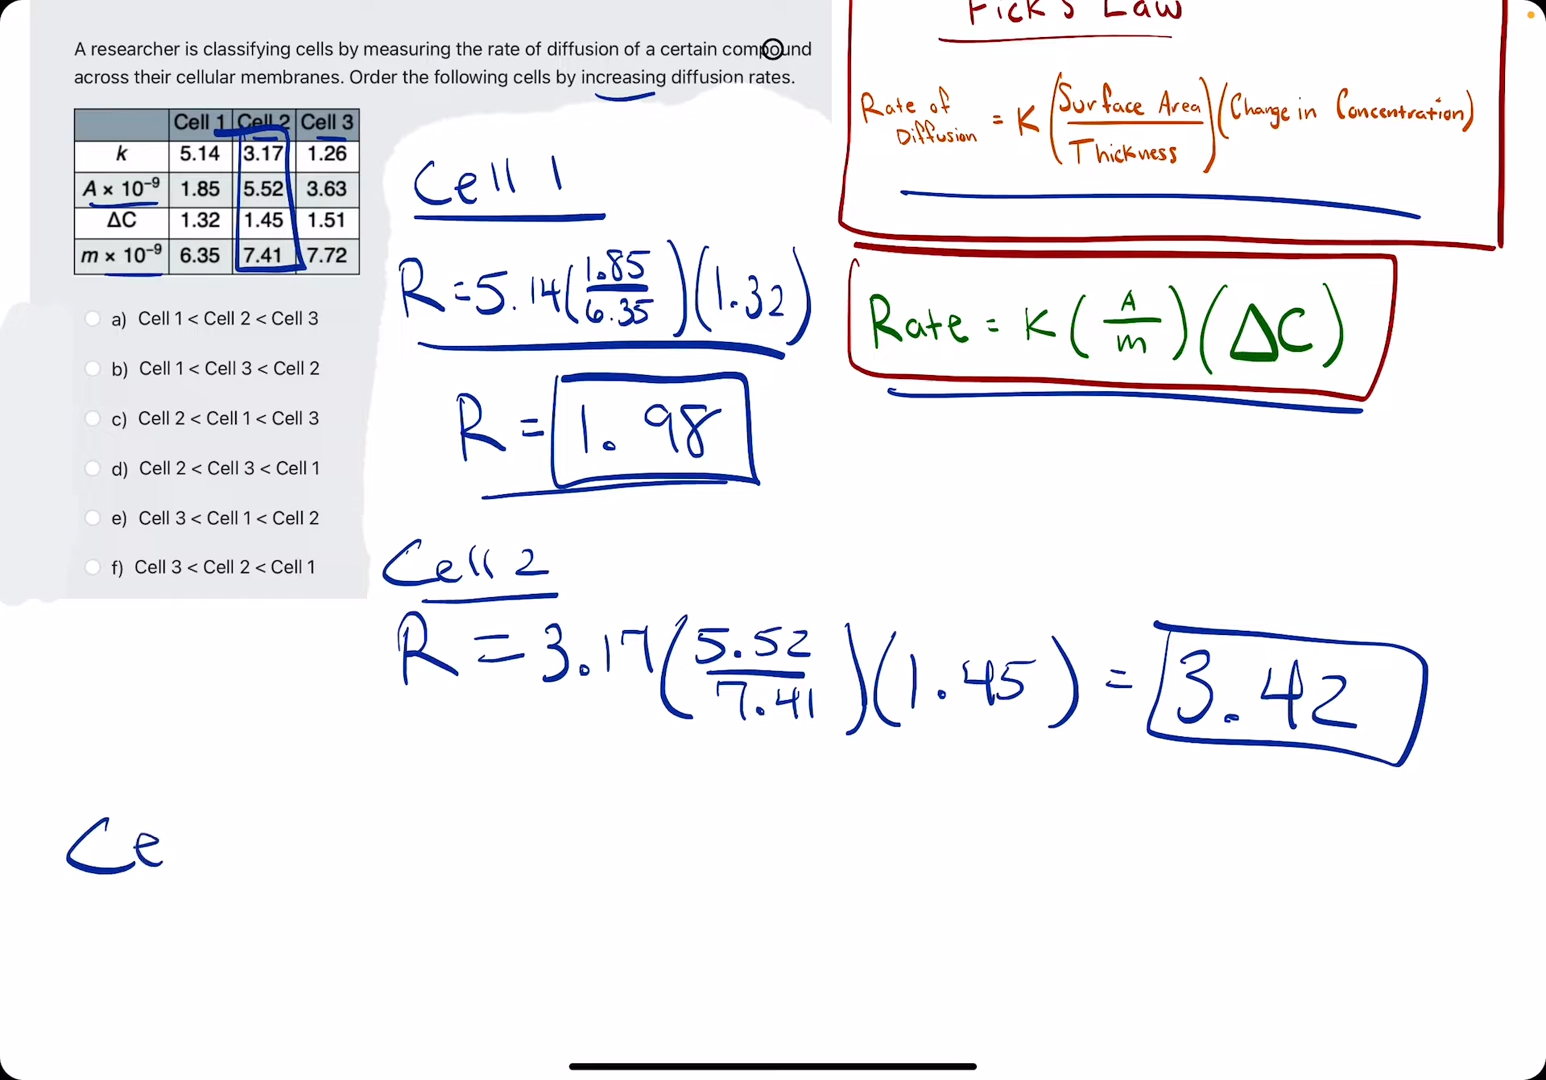 Fick's Law
A researcher is classifying cells by measuring the rate of diffusion of a certain compound
across their cellular membranes. Order the following cells by increasing diffusion rates.
Cell 1 Cell 2 Cell 3
k 5.14 3.17 1.26
A × 10⁻⁹ 1.85 5.52 3.63
ΔC 1.32 1.45 1.51
m × 10⁻⁹ 6.35 7.41 7.72
a) Cell 1 < Cell 2 < Cell 3
b) Cell 1 < Cell 3 < Cell 2
c) Cell 2 < Cell 1 < Cell 3
d) Cell 2 < Cell 3 < Cell 1
e) Cell 3 < Cell 1 < Cell 2
f) Cell 3 < Cell 2 < Cell 1
Rate of Diffusion = K (Surface Area / Thickness) (Change in Concentration)
Rate = K (A / m) (ΔC)
Cell 1
R = 5.14 (1.85 / 6.35) (1.32)
R = 1.98
Cell 2
R = 3.17 (5.52 / 7.41) (1.45) = 3.42
Ce